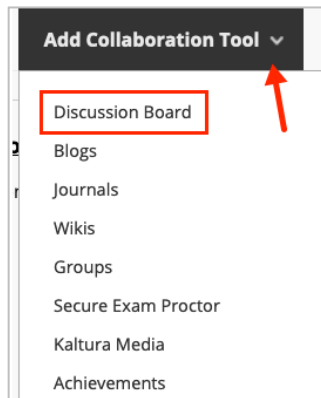 Add Collaboration Tool
Discussion Board
Blogs
Journals
Wikis
Groups
Secure Exam Proctor
Kaltura Media
Achievements